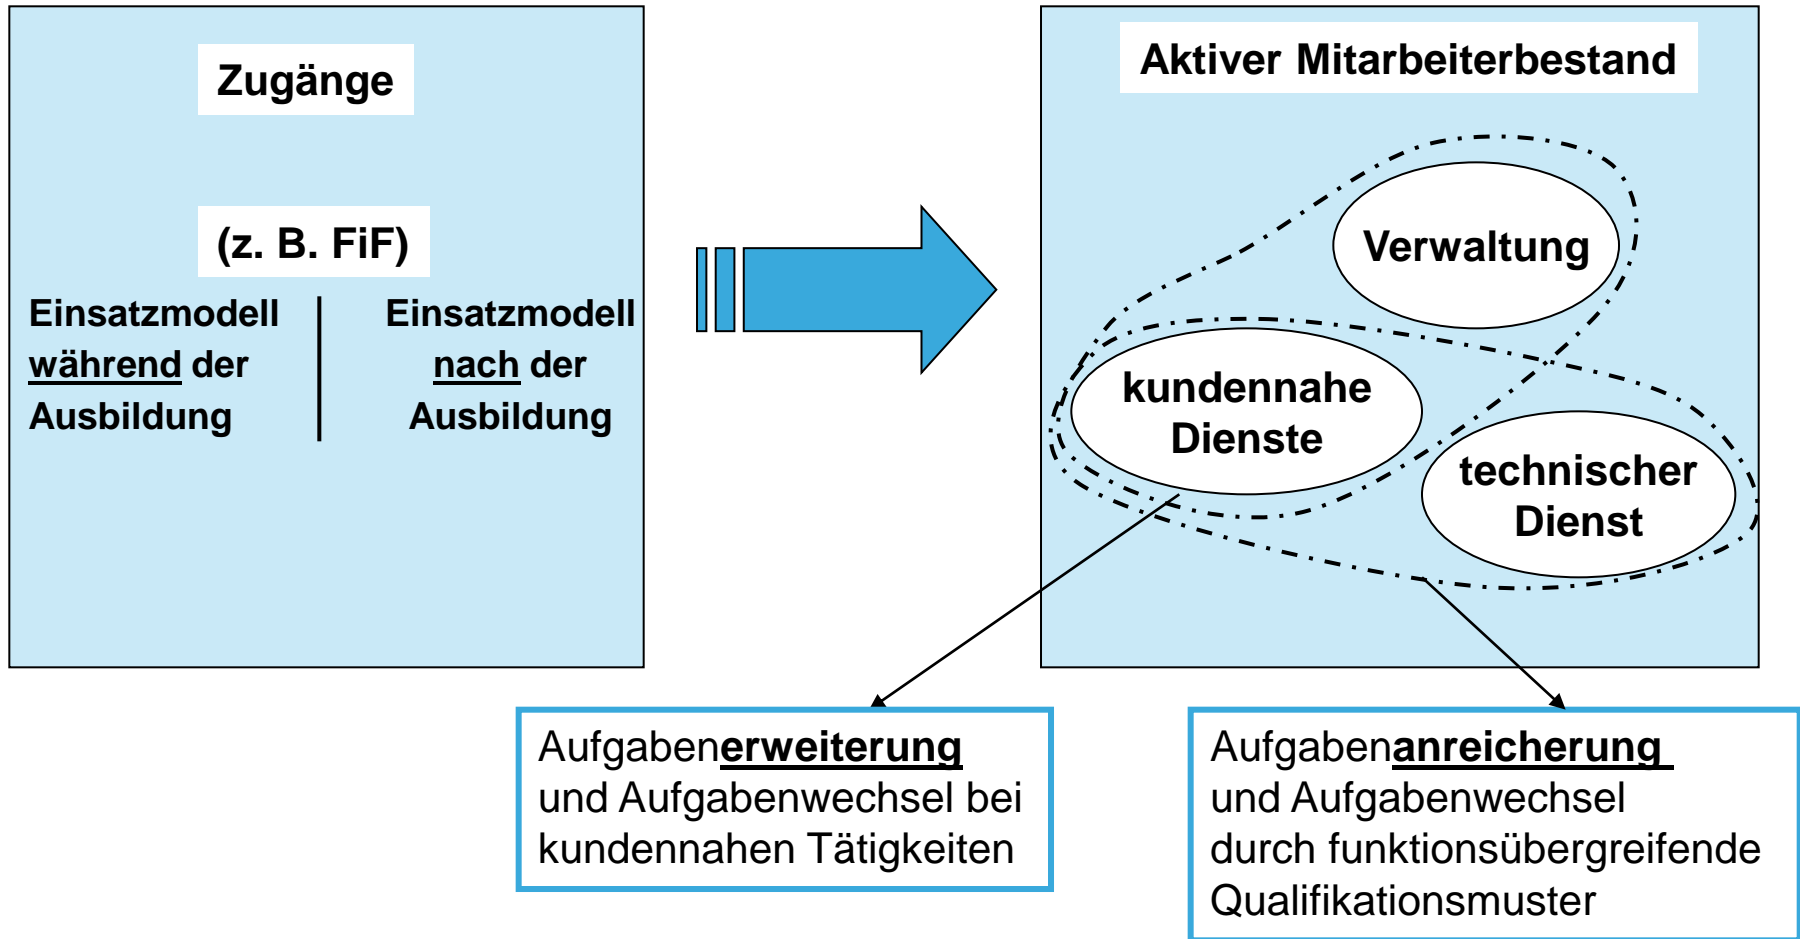 Zugänge
(z. B. FiF)
Einsatzmodell
während der
Ausbildung
Einsatzmodell
nach der
Ausbildung
Aktiver Mitarbeiterbestand
Verwaltung
kundennahe
Dienste
technischer
Dienst
Aufgabenerweiterung
und Aufgabenwechsel bei
kundennahen Tätigkeiten
Aufgabenanreicherung
und Aufgabenwechsel
durch funktionsübergreifende
Qualifikationsmuster